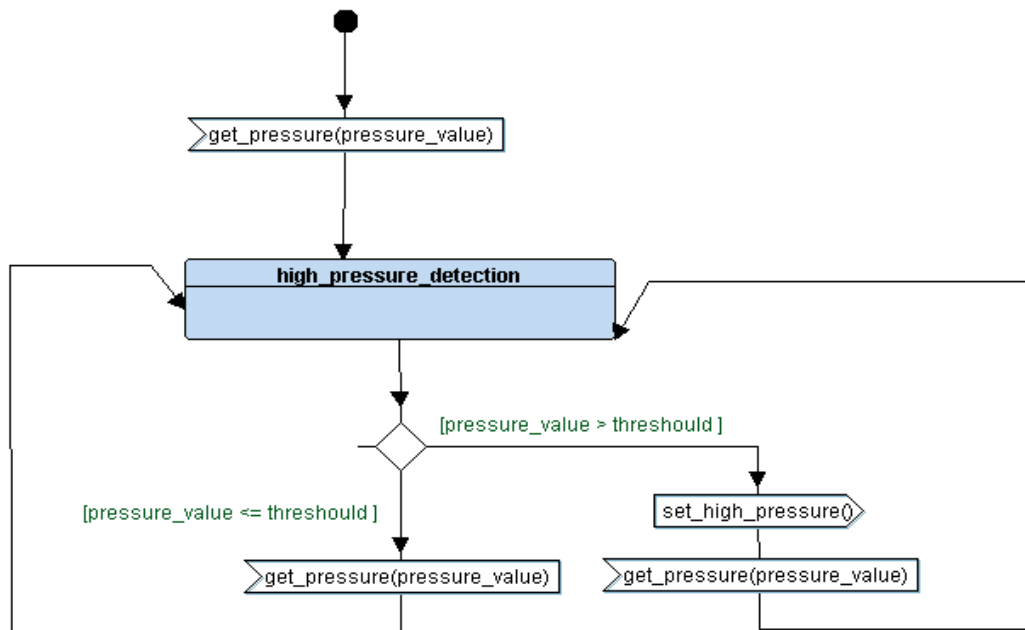 get_pressure(pressure_value)
high_pressure_detection
[pressure_value > threshould ]
[pressure_value <= threshould ]
set_high_pressure()
get_pressure(pressure_value)
get_pressure(pressure_value)